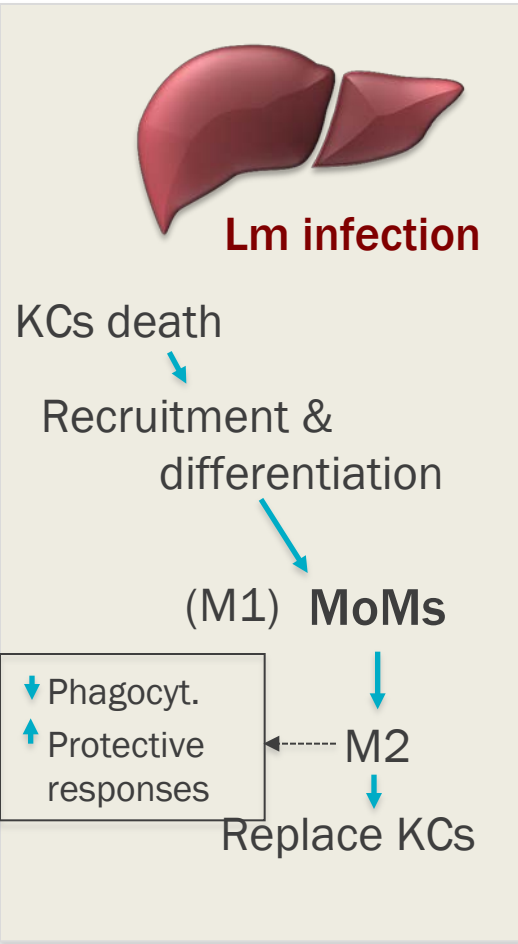 Lm infection
KCs death
Recruitment &
differentiation
(M1) MoMs
Phagocyt.
Protective
responses
M2
Replace KCs